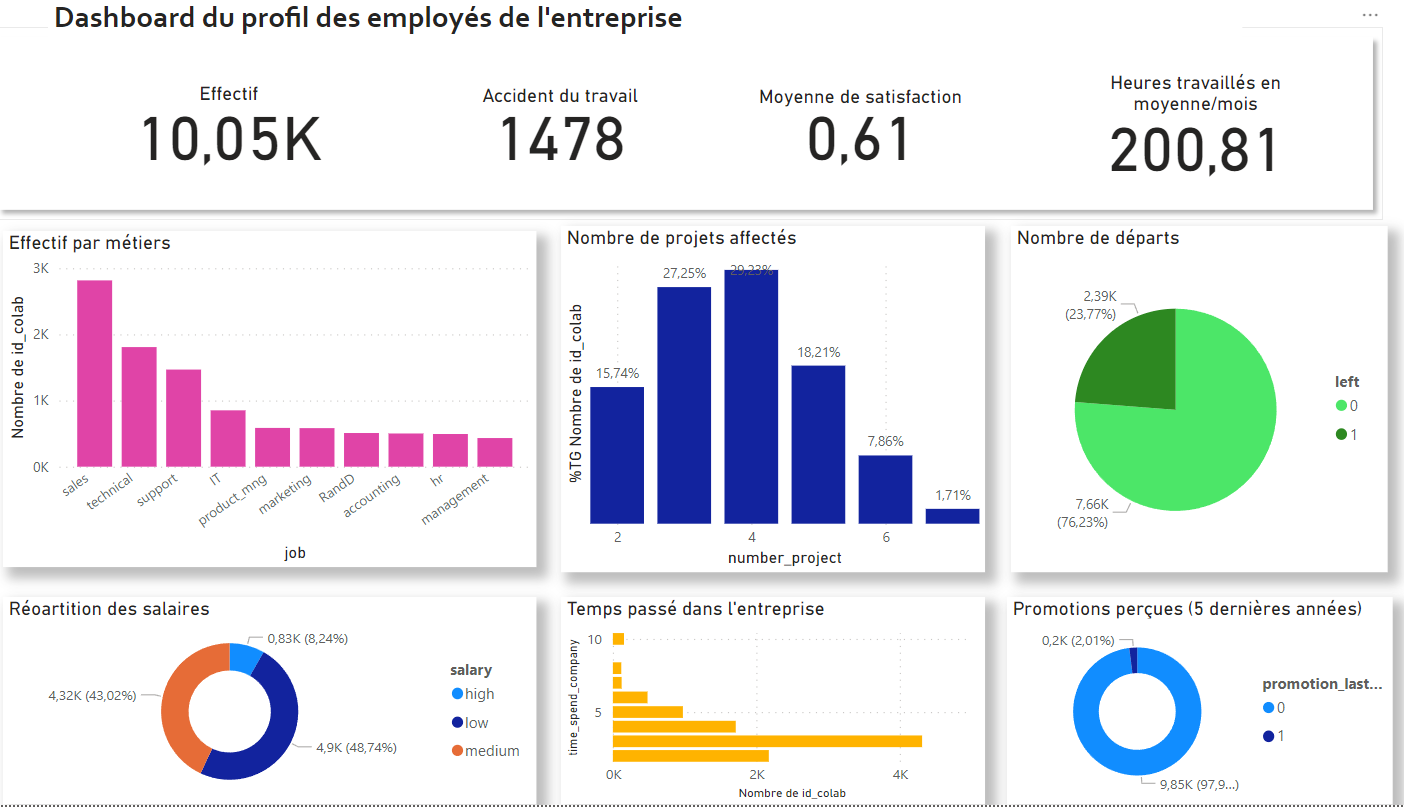 Dashboard du profil des employés de l'entreprise
Effectif
10,05K
Accident du travail
1478
Moyenne de satisfaction
0,61
Heures travaillés en
moyenne/mois
200,81
Effectif par métiers
Nombre de id_colab
3K
2K
1K
0K
sales
technical
support
IT
product_mng
marketing
RandD
accounting
hr
management
job
Nombre de projets affectés
%TG Nombre de id_colab
15,74%
27,25%
29,23%
18,21%
7,86%
1,71%
2
4
6
number_project
Nombre de départs
2,39K
(23,77%)
7,66K
(76,23%)
left
0
1
Réoartition des salaires
0,83K (8,24%)
4,32K (43,02%)
4,9K (48,74%)
salary
high
low
medium
Temps passé dans l'entreprise
time_spend_company
10
5
0K
2K
4K
Nombre de id_colab
Promotions perçues (5 dernières années)
0,2K (2,01%)
9,85K (97,9...)
promotion_last...
0
1